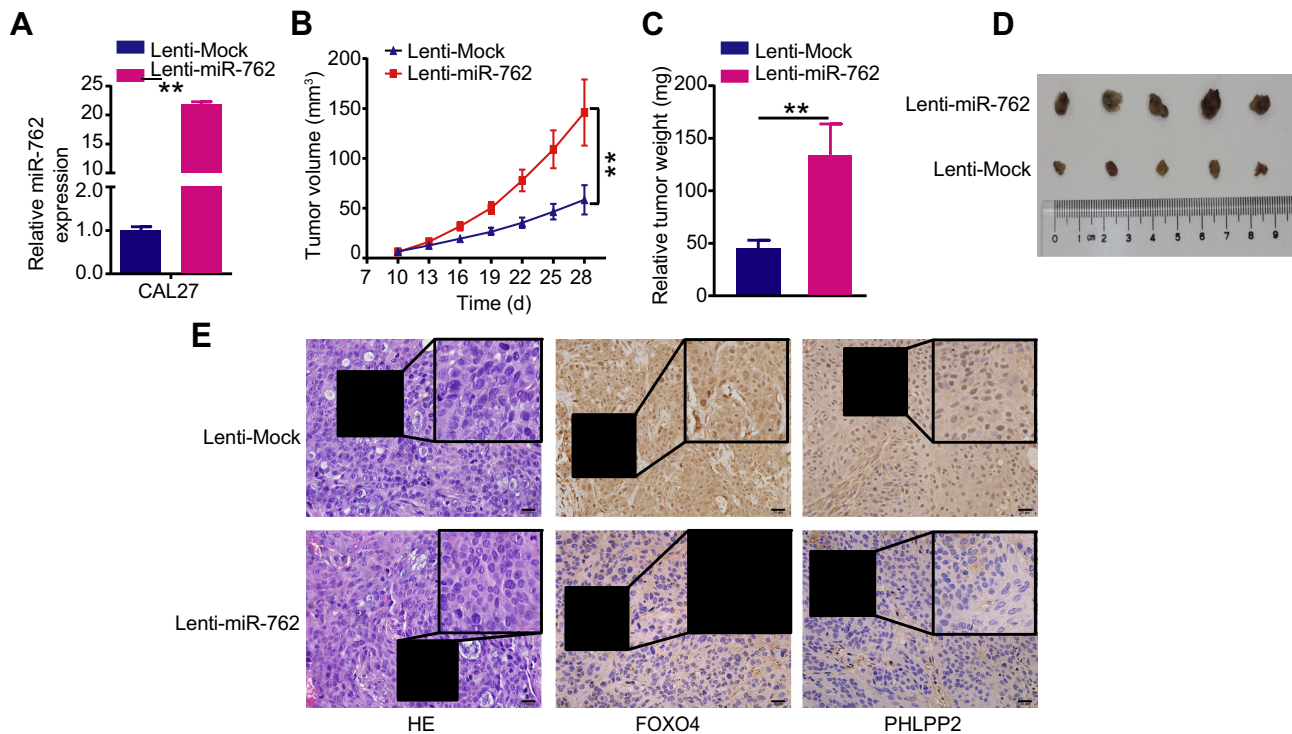 A
Lenti-Mock
Lenti-miR-762
**
Relative miR-762
expression
25
20
15
10
2.0
1.0
0.0
CAL27
B
Lenti-Mock
Lenti-miR-762
Tumor volume (mm³)
200
150
100
50
0
**
7 10 13 16 19 22 25 28
Time (d)
C
Lenti-Mock
Lenti-miR-762
Relative tumor weight (mg)
200
150
100
50
0
**
D
Lenti-miR-762
Lenti-Mock
0 1 cm 2 3 4 5 6 7 8 9
E
Lenti-Mock
Lenti-miR-762
HE FOXO4 PHLPP2